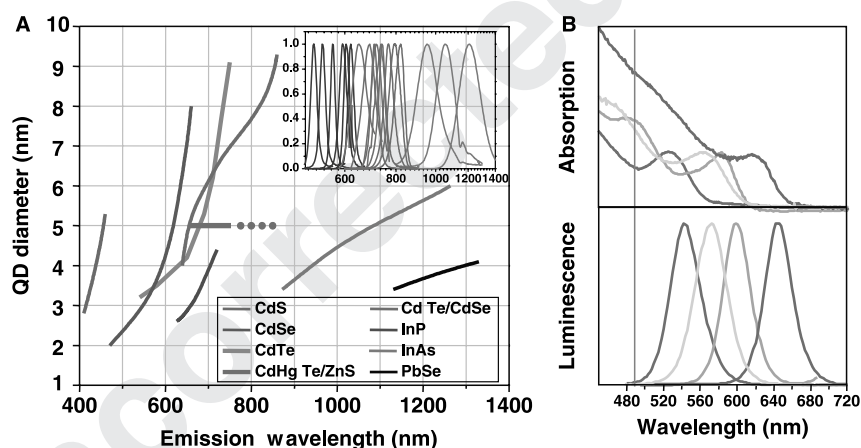 A
10
9
8
7
6
5
4
3
2
1
QD diameter (nm)
400 600 800 1000 1200 1400
Emission wavelength (nm)
1.0
0.8
0.6
0.4
0.2
0.0
600 800 1000 1200 1400
CdS
CdSe
CdTe
CdHg Te/ZnS
Cd Te/CdSe
InP
InAs
PbSe
B
Absorption
Luminescence
480 520 560 600 640 680 720
Wavelength (nm)
corrected